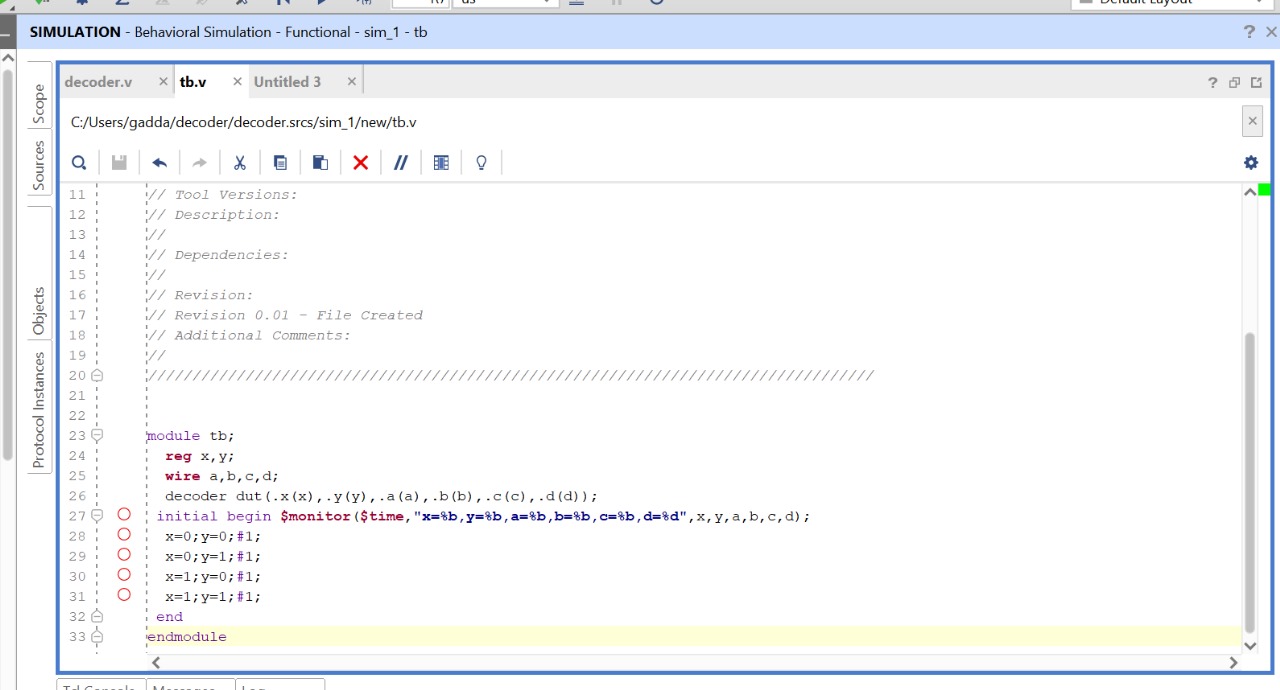 Default Layout
SIMULATION - Behavioral Simulation - Functional - sim_1 - tb
Scope
Sources
Objects
Protocol Instances
decoder.v
tb.v
Untitled 3
C:/Users/gadda/decoder/decoder.srcs/sim_1/new/tb.v
11 // Tool Versions:
12 // Description:
13 //
14 // Dependencies:
15 //
16 // Revision:
17 // Revision 0.01 - File Created
18 // Additional Comments:
19 //
20 //////////////////////////////////////////////////////////////////////////////////
21
22
23 module tb;
24 reg x,y;
25 wire a,b,c,d;
26 decoder dut(.x(x),.y(y),.a(a),.b(b),.c(c),.d(d));
27 initial begin $monitor($time,"x=%b,y=%b,a=%b,b=%b,c=%b,d=%d",x,y,a,b,c,d);
28 x=0;y=0;#1;
29 x=0;y=1;#1;
30 x=1;y=0;#1;
31 x=1;y=1;#1;
32 end
33 endmodule
Tcl Console
Messages
Log